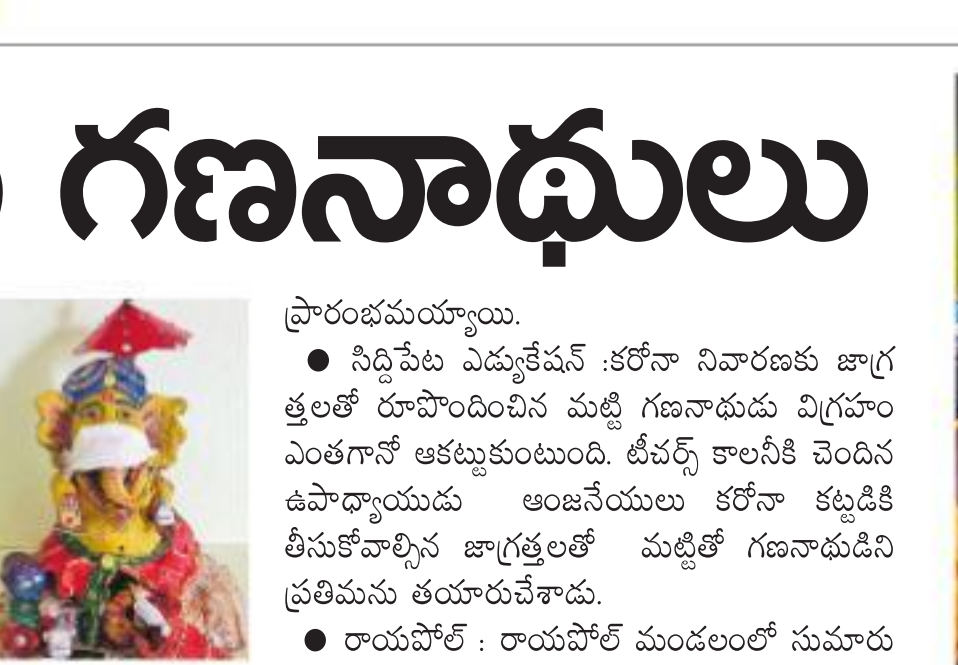 గణనాథులు
ప్రారంభమయ్యాయి.
● సిద్దిపేట ఎడ్యుకేషన్ :కరోనా నివారణకు జాగ్ర
త్తలతో రూపొందించిన మట్టి గణనాథుడు విగ్రహం
ఎంతగానో ఆకట్టుకుంటుంది. టీచర్స్ కాలనీకి చెందిన
ఉపాధ్యాయుడు ఆంజనేయులు కరోనా కట్టడికి
తీసుకోవాల్సిన జాగ్రత్తలతో మట్టితో గణనాథుడిని
ప్రతిమను తయారుచేశాడు.
● రాయపోల్ : రాయపోల్ మండలంలో సుమారు